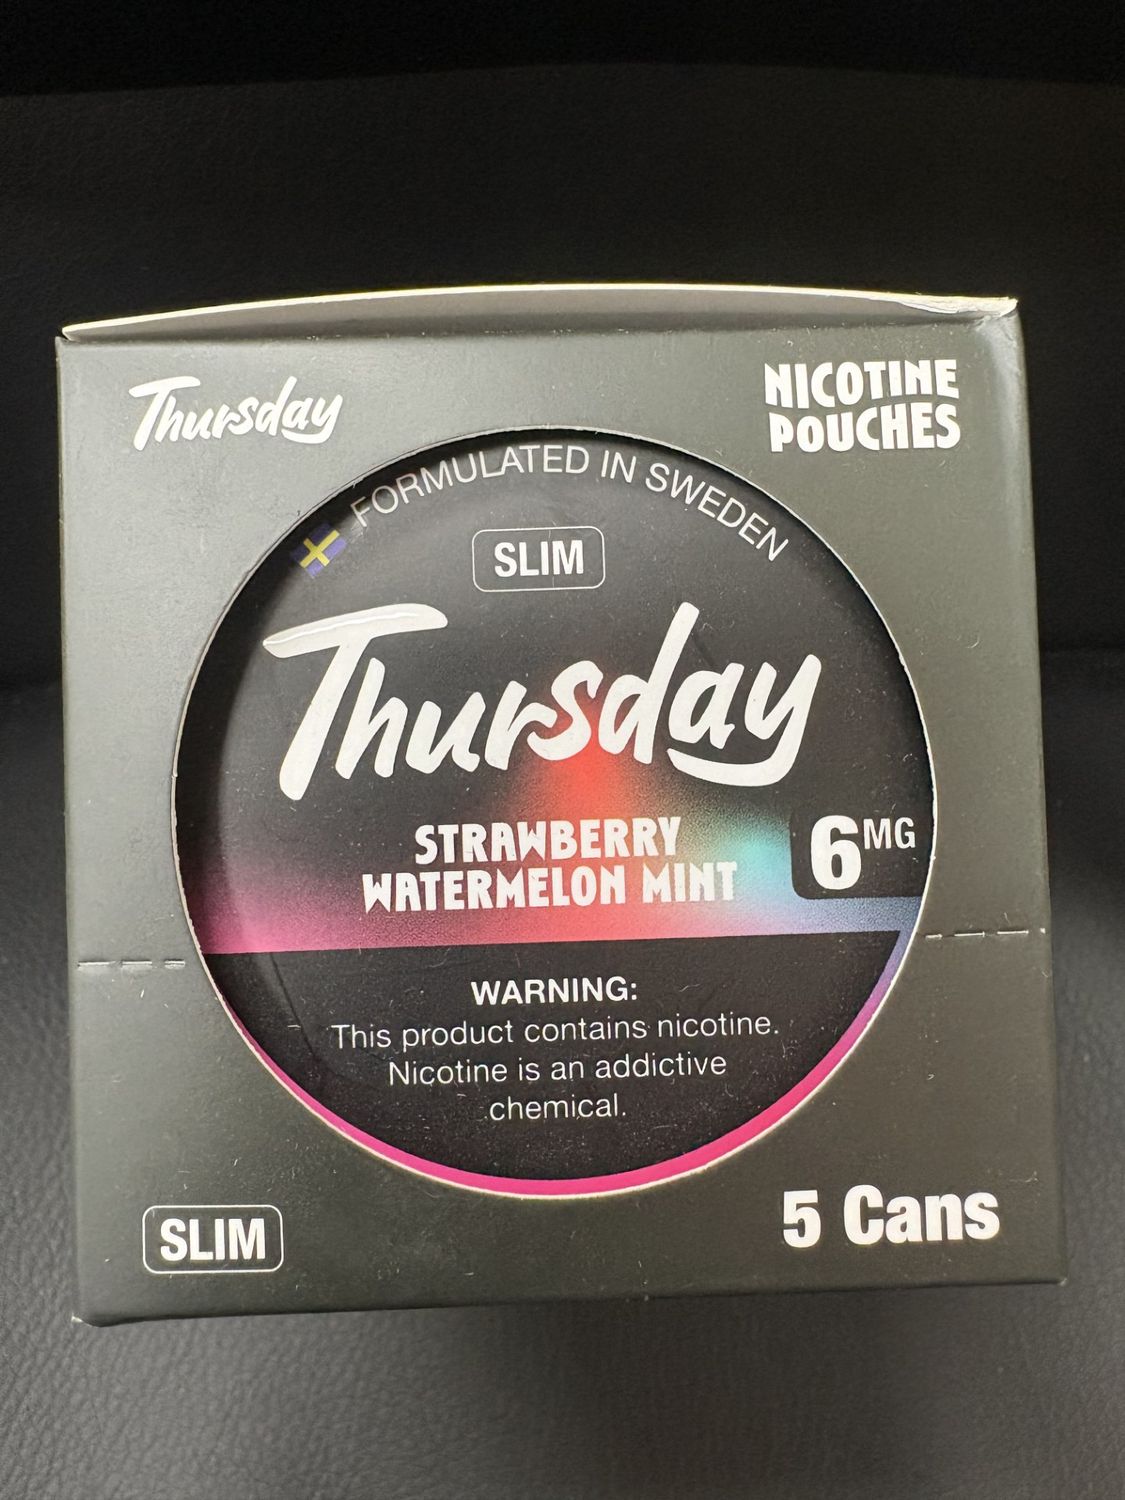 Thursday
NICOTINE
POUCHES
FORMULATED IN SWEDEN
SLIM
Thursday
STRAWBERRY
WATERMELON MINT
6MG
WARNING:
This product contains nicotine.
Nicotine is an addictive
chemical.
SLIM
5 Cans